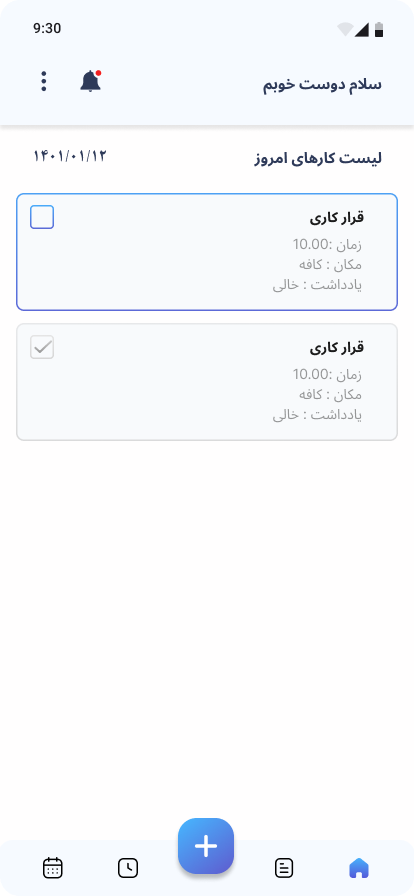 9:30
سلام دوست خوبم
لیست کارهای امروز
۱۴۰۱/۰۱/۱۲
قرار کاری
زمان :10.00
مکان : کافه
یادداشت : خالی
قرار کاری
زمان :10.00
مکان : کافه
یادداشت : خالی